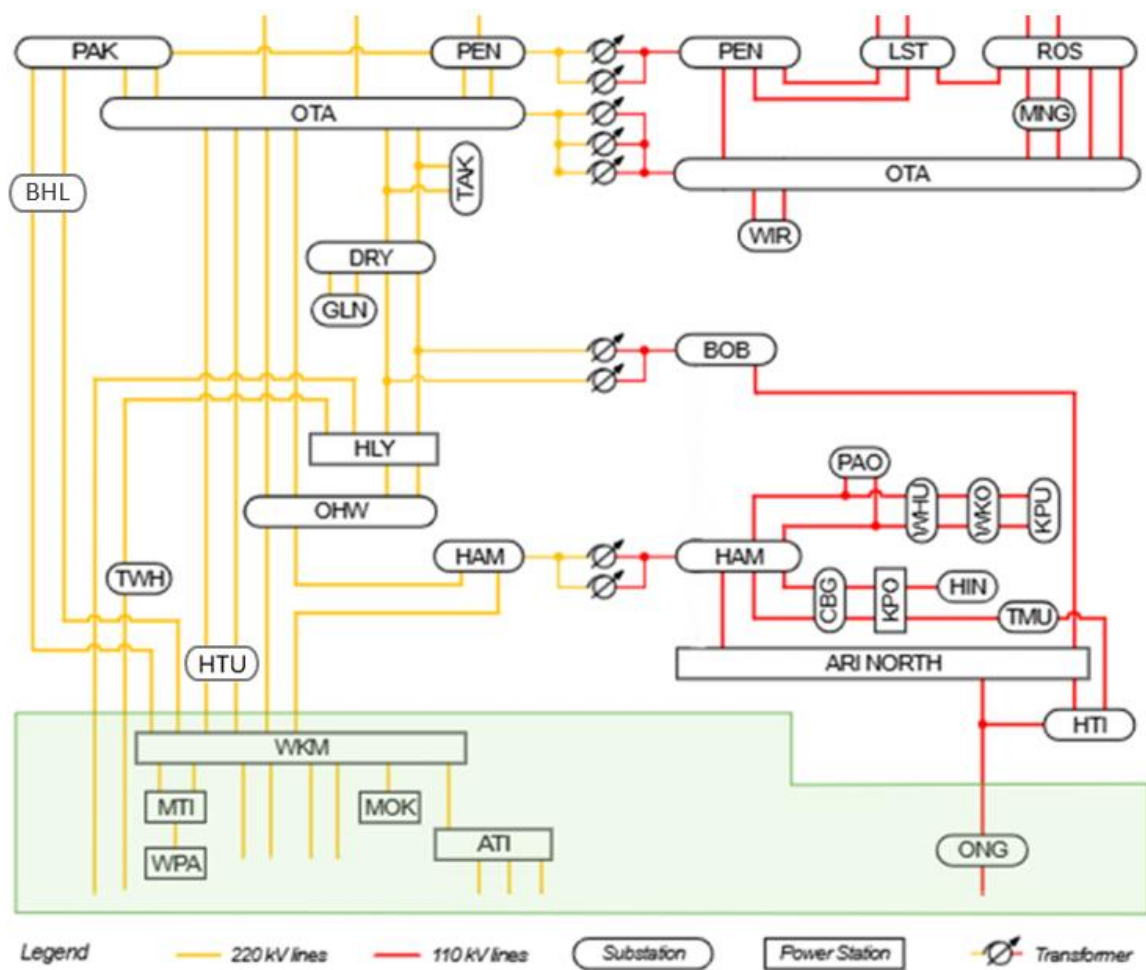 PAK
PEN
PEN
LST
ROS
OTA
MNG
TAK
OTA
BHL
WIR
DRY
GLN
BOB
HLY
PAO
WHU
WKO
KPU
OHW
HAM
HAM
TWH
CBG
KPO
HIN
TMU
HTU
ARI NORTH
HTI
WKM
MTI
MOK
ATI
ONG
WPA
Legend
220 kV lines
110 kV lines
Substation
Power Station
Transformer